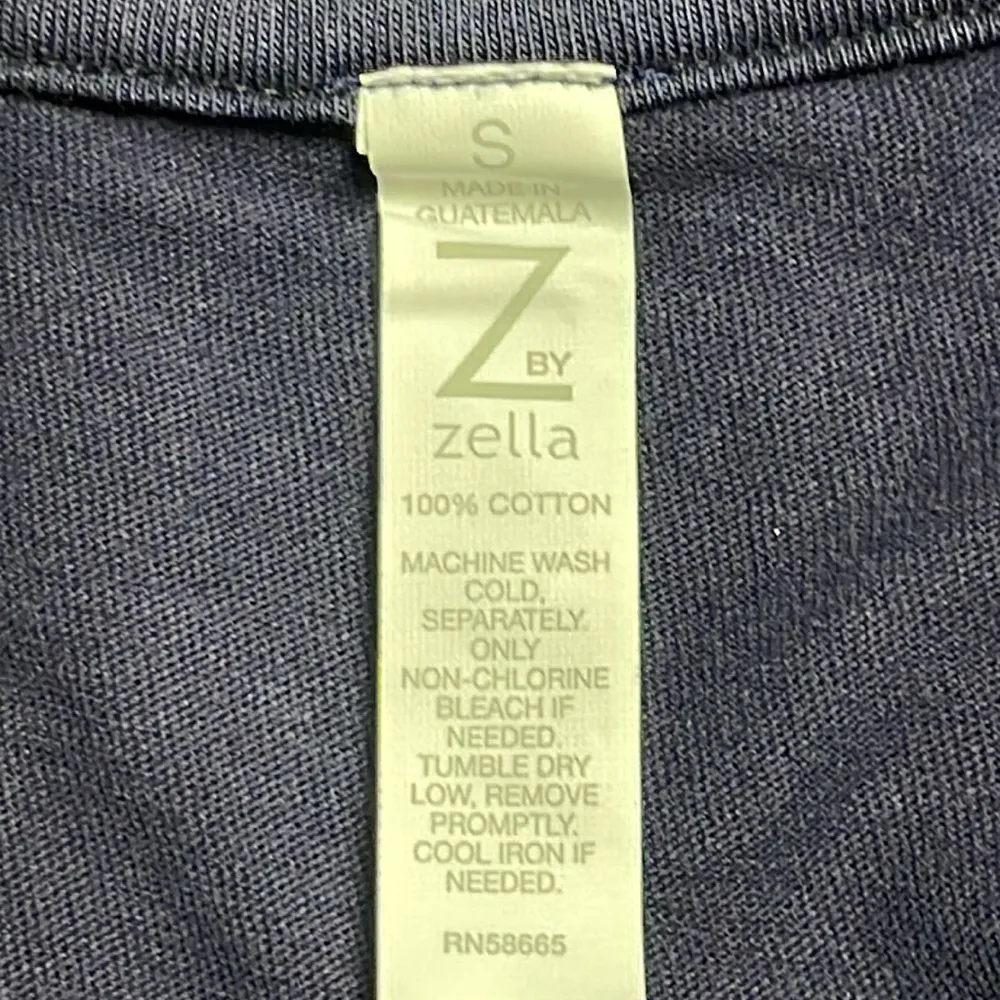 S
MADE IN
GUATEMALA
Z BY
zella
100% COTTON
MACHINE WASH
COLD,
SEPARATELY.
ONLY
NON-CHLORINE
BLEACH IF
NEEDED.
TUMBLE DRY
LOW, REMOVE
PROMPTLY.
COOL IRON IF
NEEDED.
RN58665